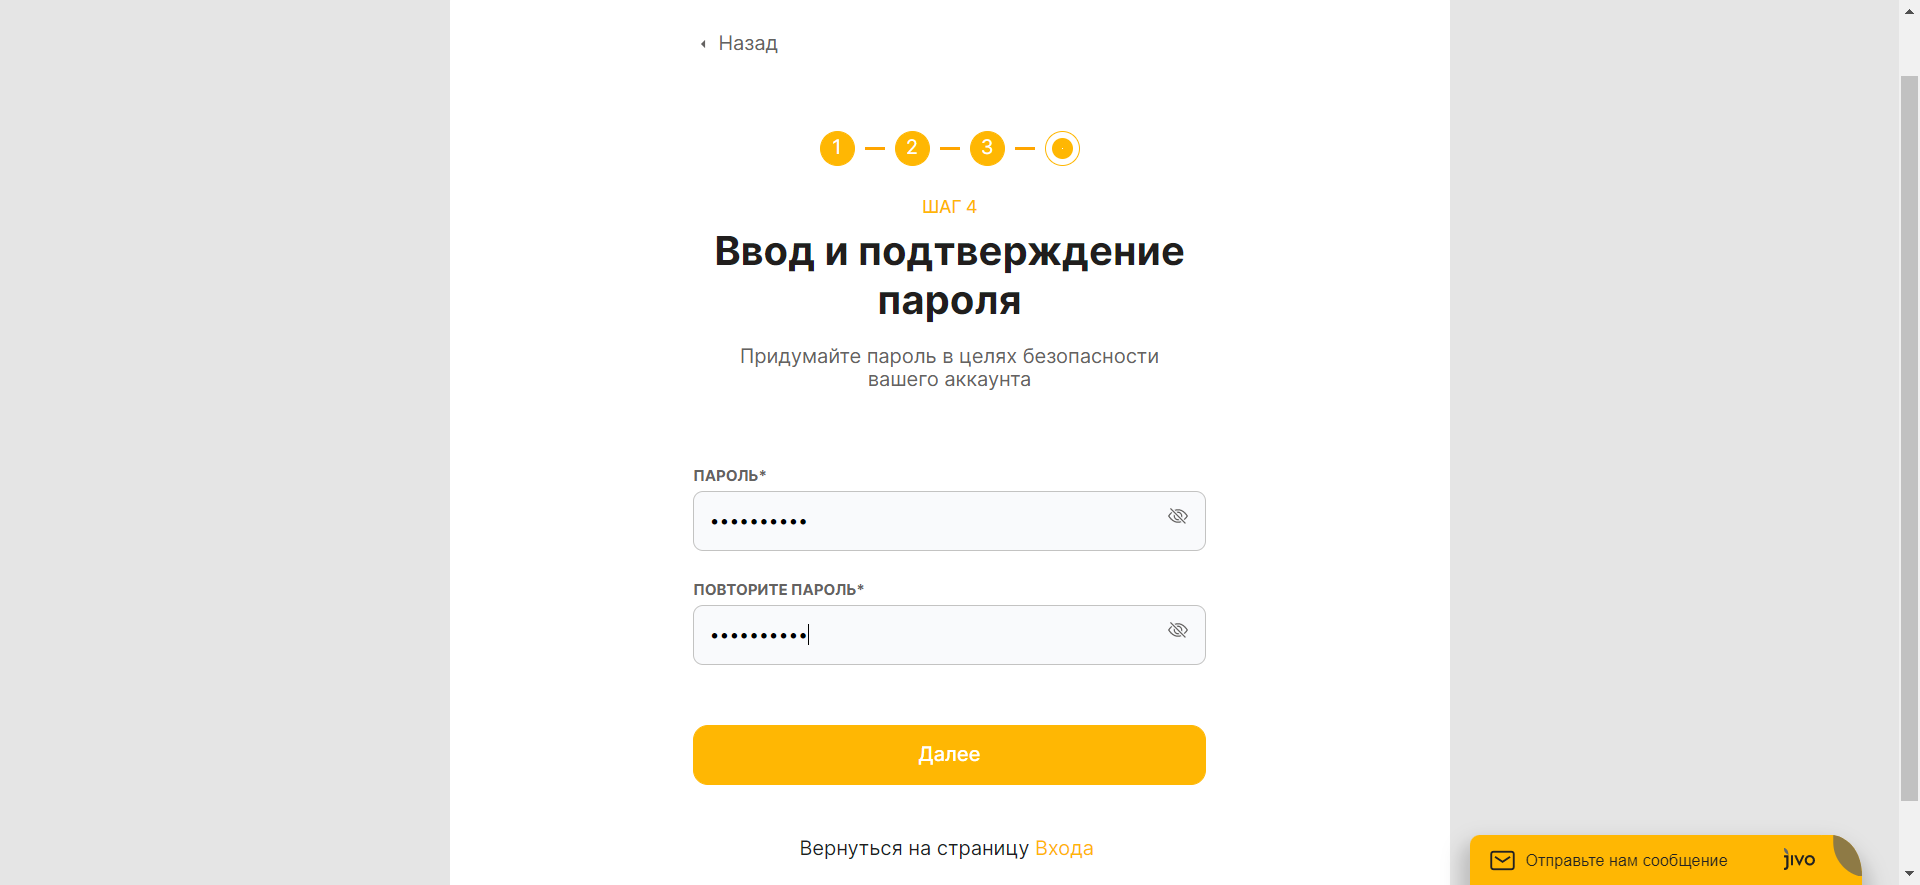 Назад
1
2
3
ШАГ 4
Ввод и подтверждение
пароля
Придумайте пароль в целях безопасности
вашего аккаунта
ПАРОЛЬ*
••••••••••
ПОВТОРИТЕ ПАРОЛЬ*
••••••••••
Далее
Вернуться на страницу Входа
Отправьте нам сообщение jivo